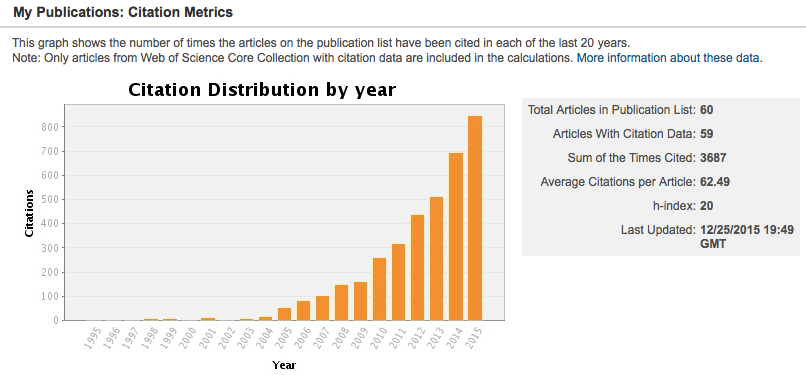 My Publications: Citation Metrics
This graph shows the number of times the articles on the publication list have been cited in each of the last 20 years.
Note: Only articles from Web of Science Core Collection with citation data are included in the calculations. More information about these data.
Citation Distribution by year
800
700
600
500
400
300
200
100
0
Citations
1995 1996 1997 1998 1999 2000 2001 2002 2003 2004 2005 2006 2007 2008 2009 2010 2011 2012 2013 2014 2015
Year
Total Articles in Publication List: 60
Articles With Citation Data: 59
Sum of the Times Cited: 3687
Average Citations per Article: 62.49
h-index: 20
Last Updated: 12/25/2015 19:49
GMT